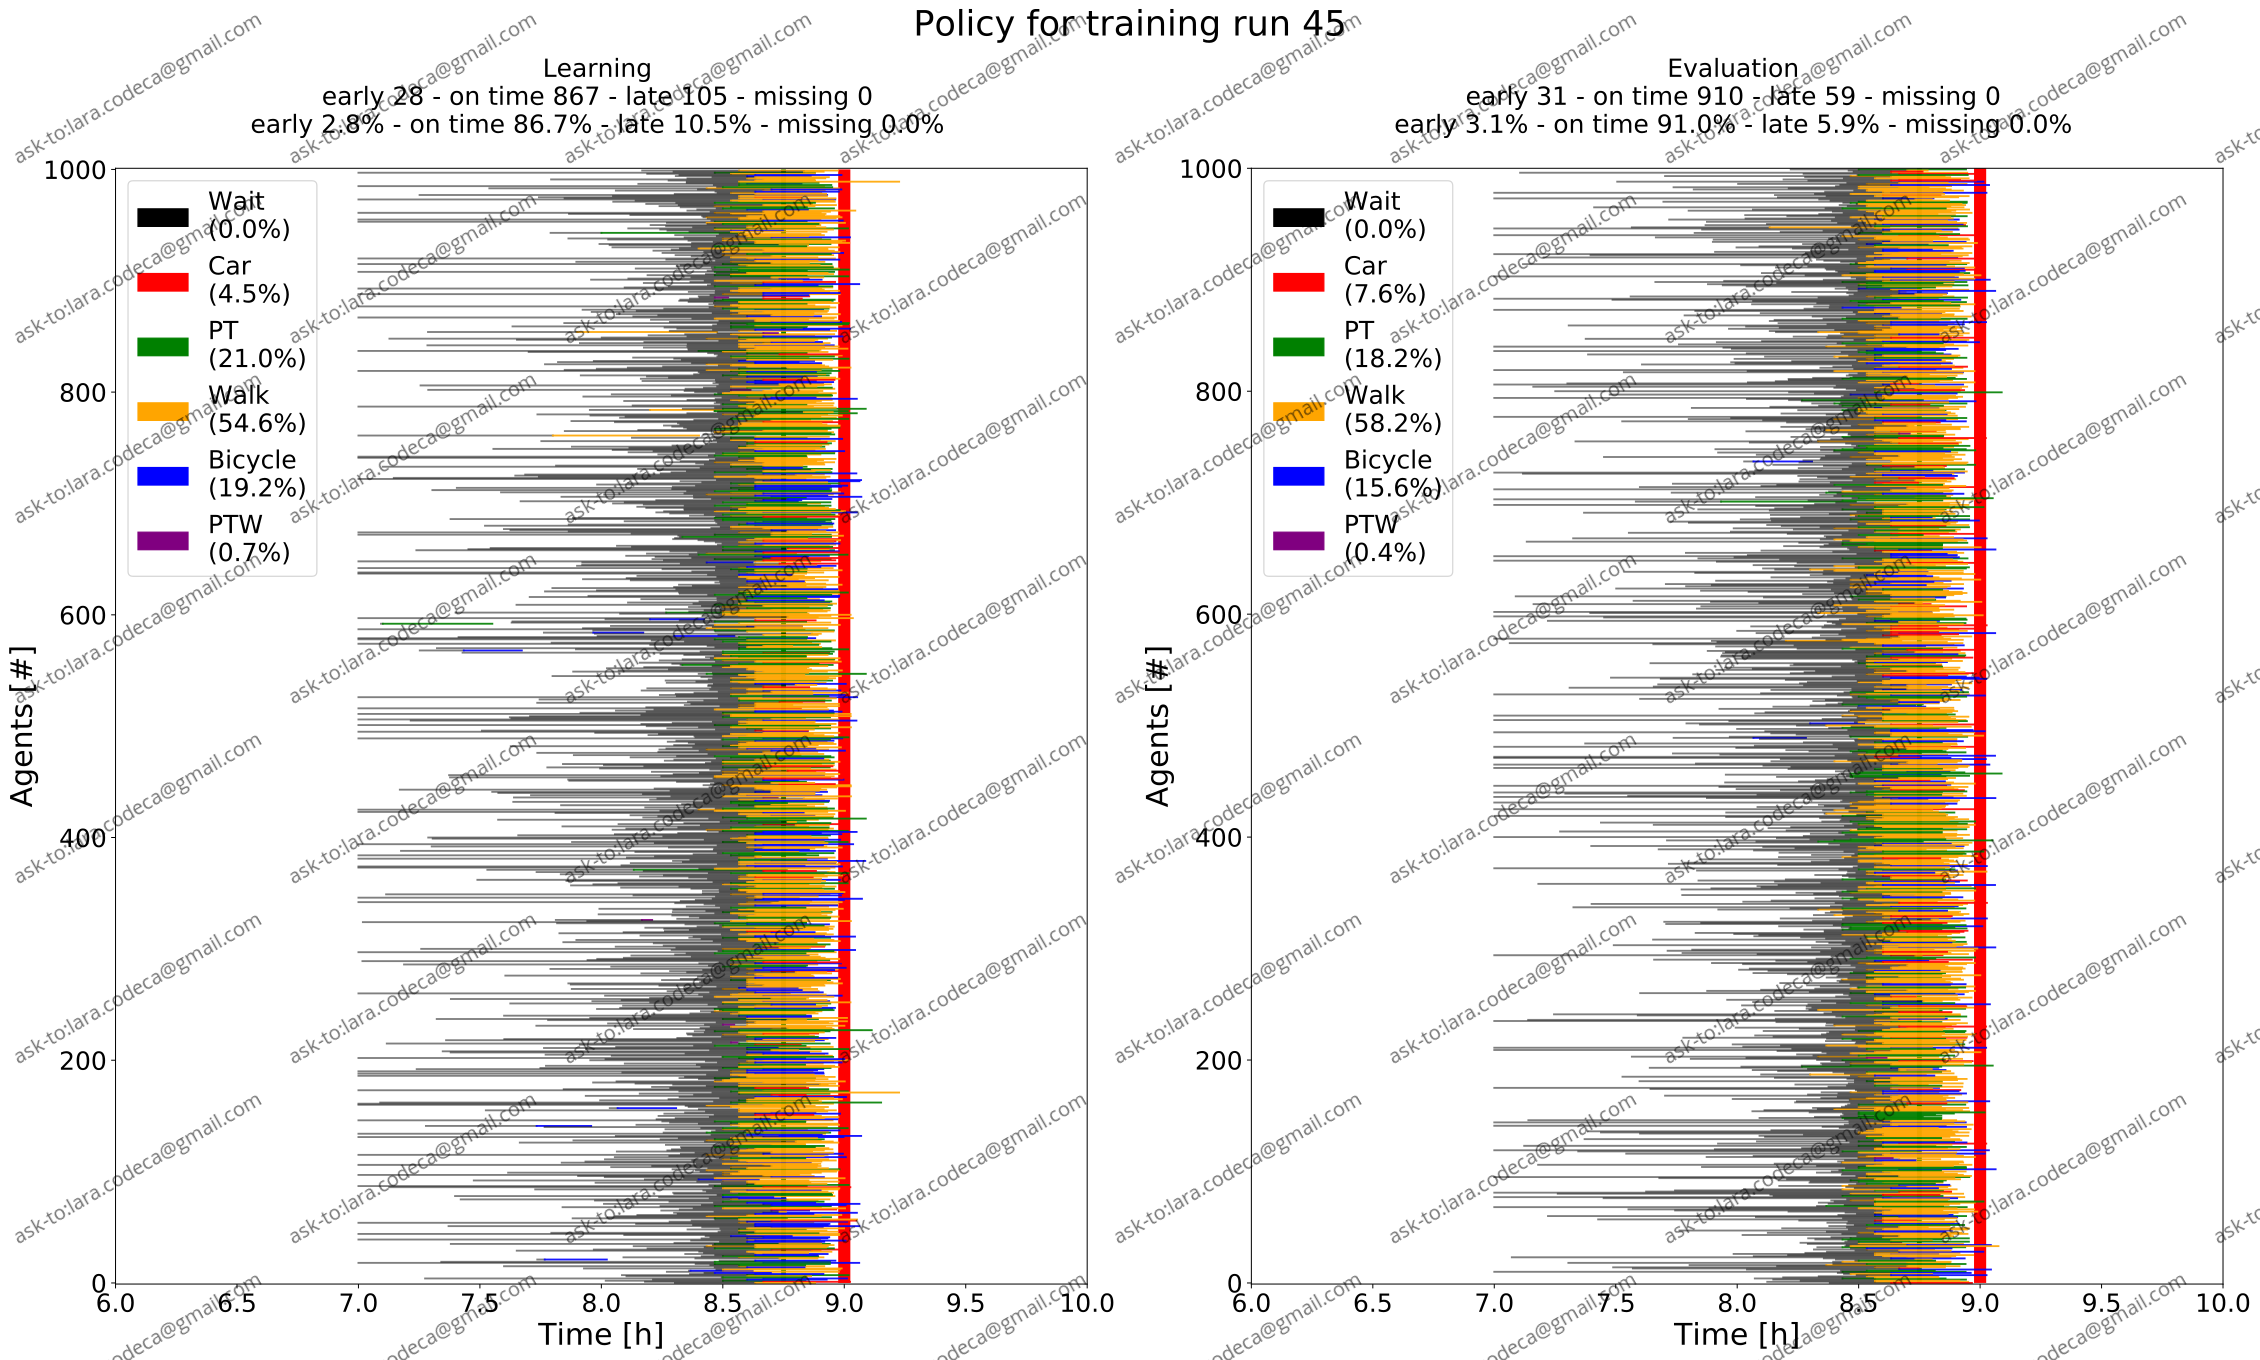 Policy for training run 45
Learning
early 28 - on time 867 - late 105 - missing 0
early 2.8% - on time 86.7% - late 10.5% - missing 0.0%
1000
800
600
400
200
0
Agents [#]
Wait
(0.0%)
Car
(4.5%)
PT
(21.0%)
Walk
(54.6%)
Bicycle
(19.2%)
PTW
(0.7%)
6.0 6.5 7.0 7.5 8.0 8.5 9.0 9.5 10.0
Time [h]
Evaluation
early 31 - on time 910 - late 59 - missing 0
early 3.1% - on time 91.0% - late 5.9% - missing 0.0%
1000
800
600
400
200
0
Agents [#]
Wait
(0.0%)
Car
(7.6%)
PT
(18.2%)
Walk
(58.2%)
Bicycle
(15.6%)
PTW
(0.4%)
6.0 6.5 7.0 7.5 8.0 8.5 9.0 9.5 10.0
Time [h]
ask-to:lara.codeca@gmail.com